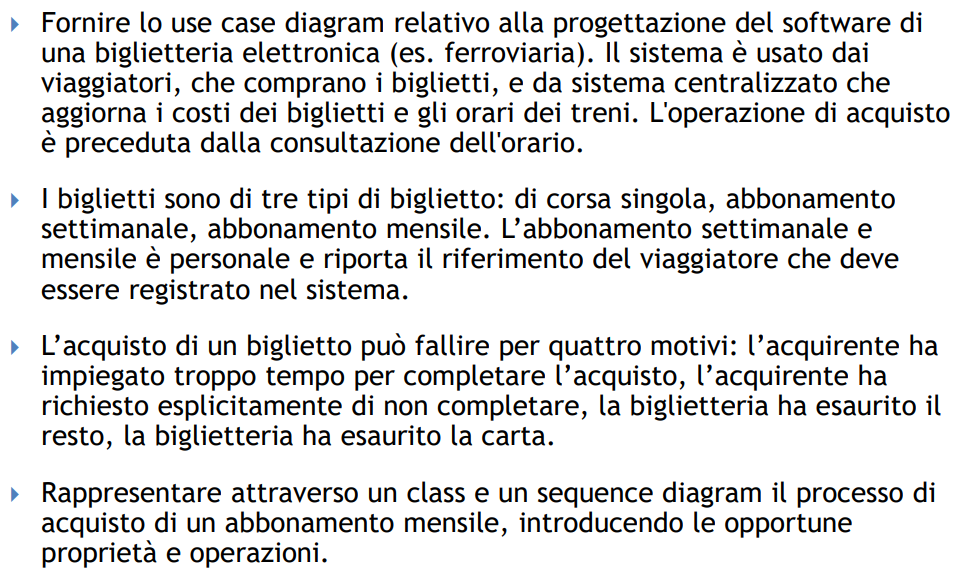 Fornire lo use case diagram relativo alla progettazione del software di
una biglietteria elettronica (es. ferroviaria). Il sistema è usato dai
viaggiatori, che comprano i biglietti, e da sistema centralizzato che
aggiorna i costi dei biglietti e gli orari dei treni. L'operazione di acquisto
è preceduta dalla consultazione dell'orario.
I biglietti sono di tre tipi di biglietto: di corsa singola, abbonamento
settimanale, abbonamento mensile. L’abbonamento settimanale e
mensile è personale e riporta il riferimento del viaggiatore che deve
essere registrato nel sistema.
L’acquisto di un biglietto può fallire per quattro motivi: l’acquirente ha
impiegato troppo tempo per completare l’acquisto, l’acquirente ha
richiesto esplicitamente di non completare, la biglietteria ha esaurito il
resto, la biglietteria ha esaurito la carta.
Rappresentare attraverso un class e un sequence diagram il processo di
acquisto di un abbonamento mensile, introducendo le opportune
proprietà e operazioni.